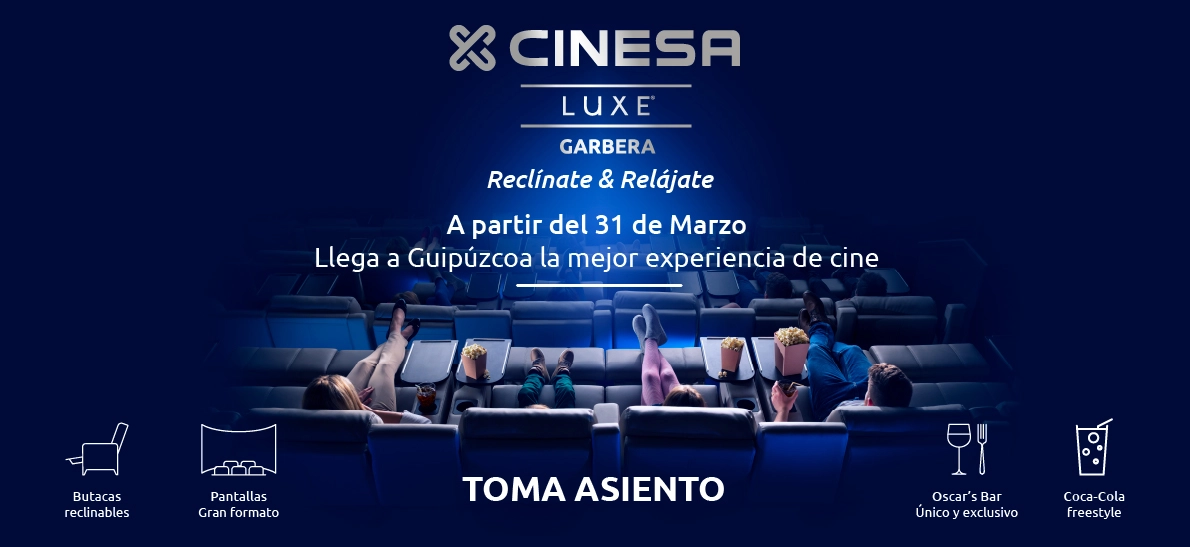 CINESA
LUXE®
GARBERA
Reclínate & Relájate
A partir del 31 de Marzo
Llega a Guipúzcoa la mejor experiencia de cine
TOMA ASIENTO
Butacas
reclinables
Pantallas
Gran formato
Oscar's Bar
Único y exclusivo
Coca-Cola
freestyle